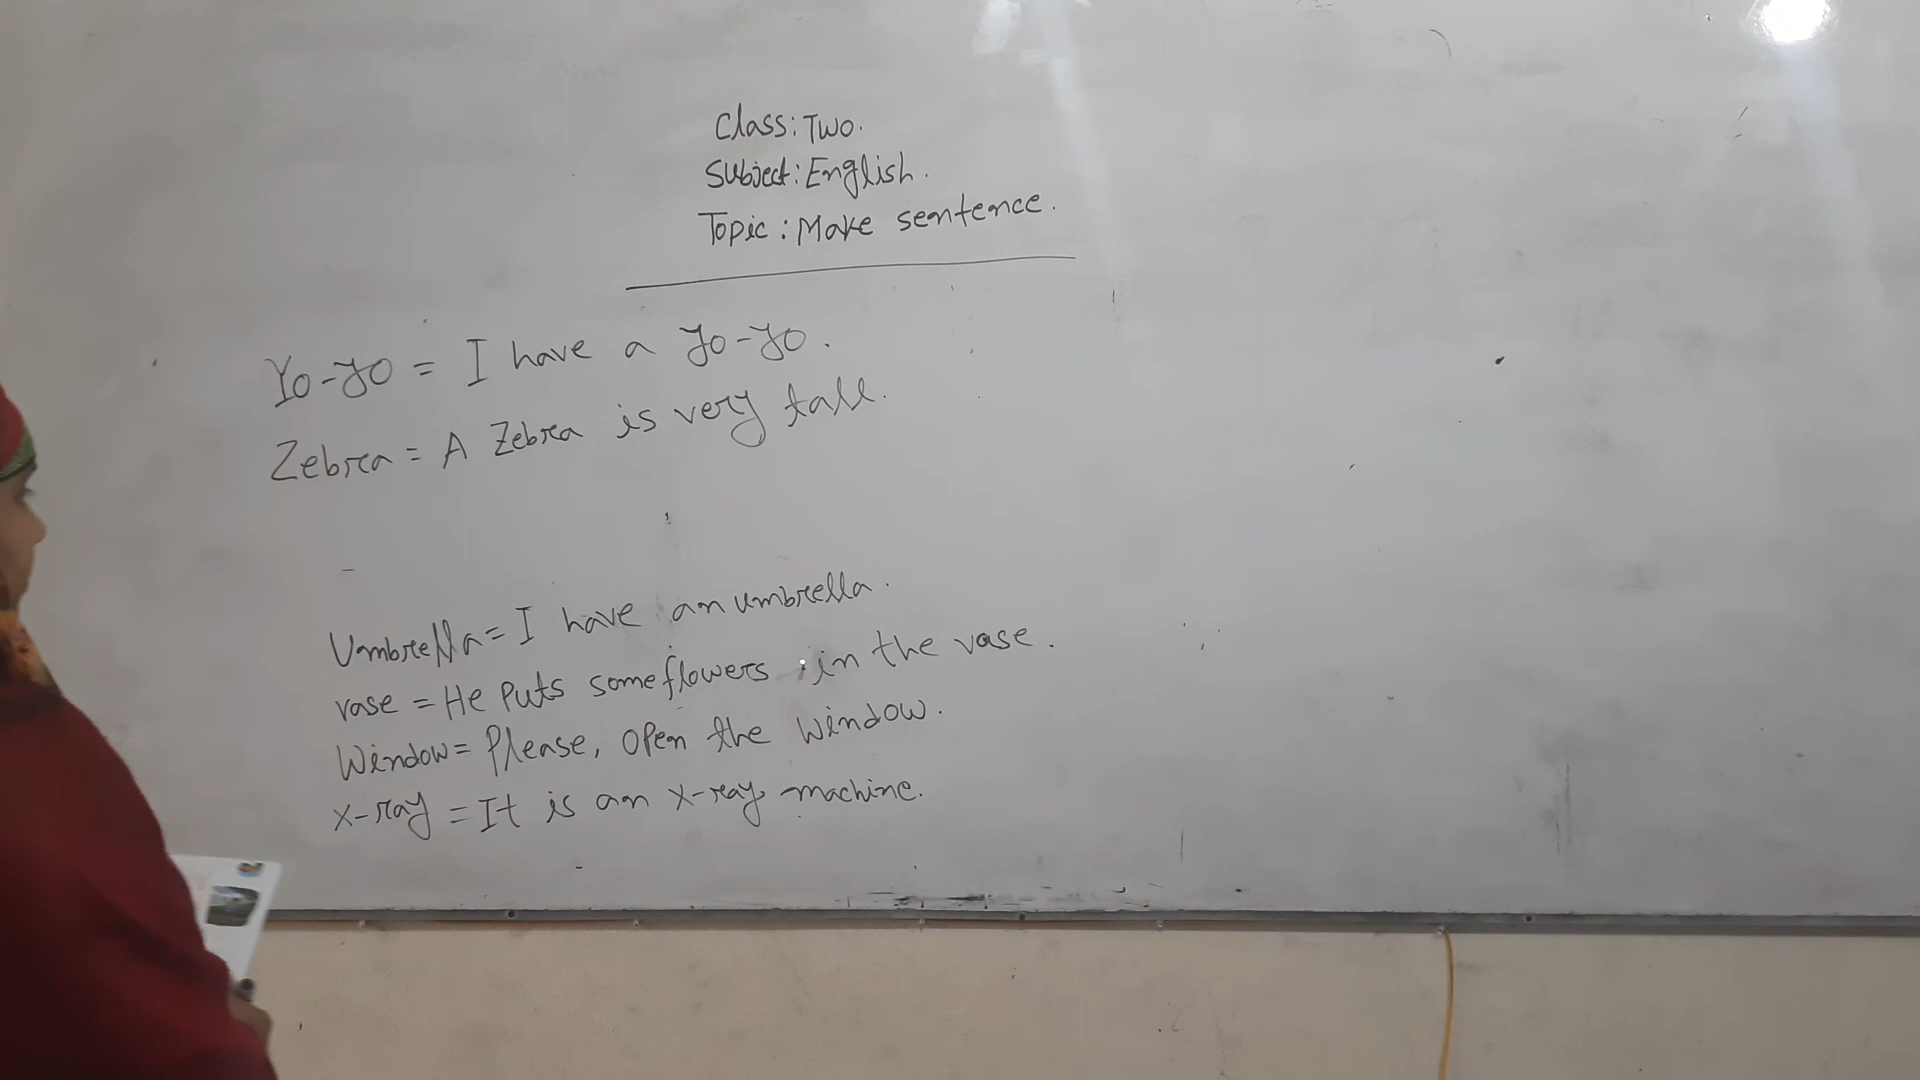 Class: Two.
Subject: English.
Topic: Make sentence.
Yo-yo = I have a yo-yo.
Zebra = A Zebra is very tall.
Umbrella = I have an umbrella.
vase = He puts some flowers in the vase.
Window = Please, open the window.
X-ray = It is an X-ray machine.